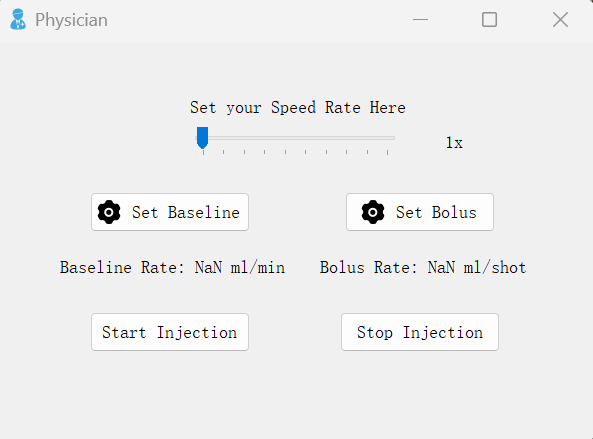 Physician
Set your Speed Rate Here
1x
Set Baseline
Set Bolus
Baseline Rate: NaN ml/min
Bolus Rate: NaN ml/shot
Start Injection
Stop Injection